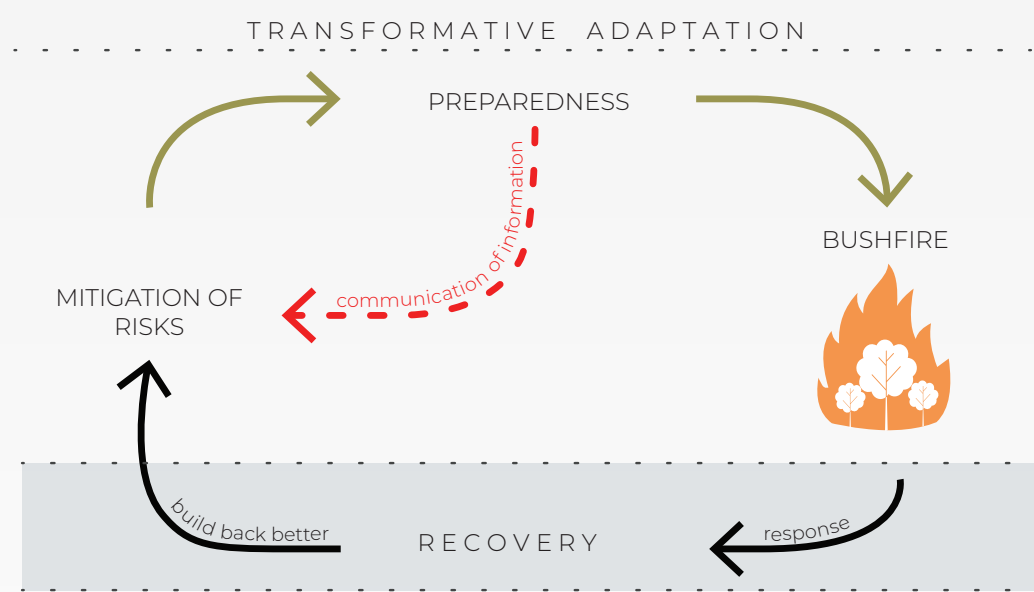 TRANSFORMATIVE ADAPTATION
PREPAREDNESS
communication of information
BUSHFIRE
MITIGATION OF
RISKS
build back better
RECOVERY
response